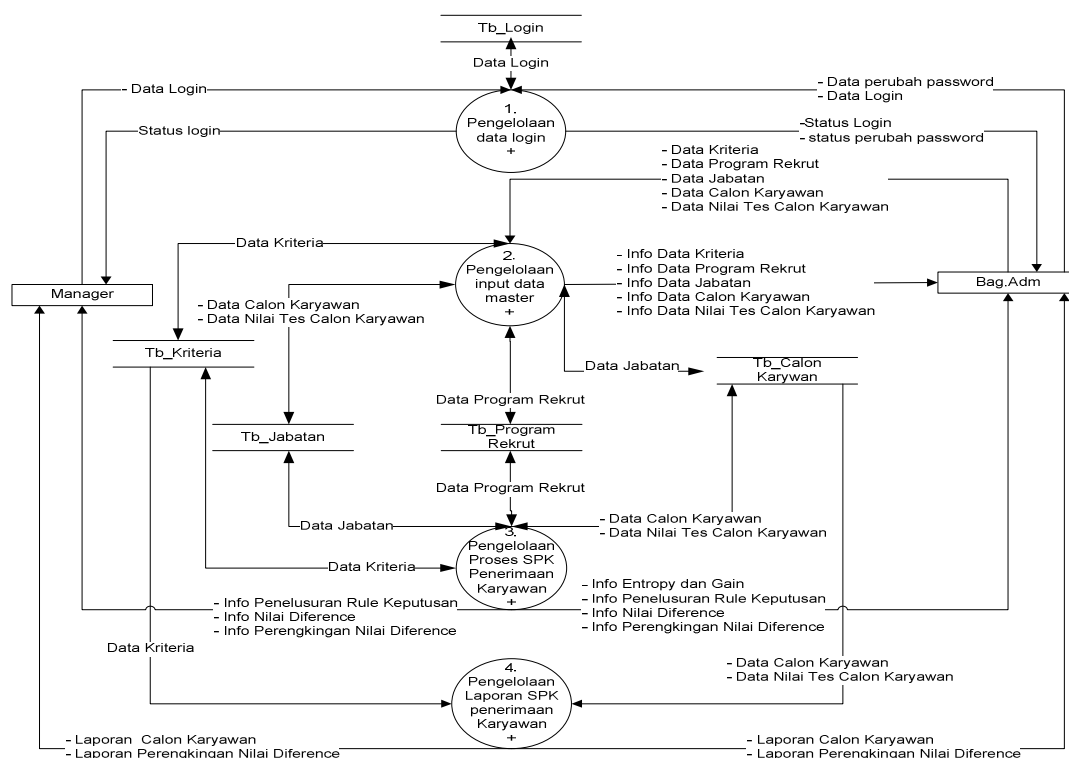 Tb_Login
Data Login
- Data Login
- Data perubah password
- Data Login
1.
Pengelolaan
data login
+
Status login
-Status Login
- status perubah password
- Data Kriteria
- Data Program Rekrut
- Data Jabatan
- Data Calon Karyawan
- Data Nilai Tes Calon Karyawan
Data Kriteria
2.
Pengelolaan
input data
master
+
- Info Data Kriteria
- Info Data Program Rekrut
- Info Data Jabatan
- Info Data Calon Karyawan
- Info Data Nilai Tes Calon Karyawan
Manager
Bag.Adm
- Data Calon Karyawan
- Data Nilai Tes Calon Karyawan
Tb_Kriteria
Data Jabatan
Tb_Calon
Karywan
Data Program Rekrut
Tb_Jabatan
Tb_Program
Rekrut
Data Program Rekrut
Data Jabatan
- Data Calon Karyawan
- Data Nilai Tes Calon Karyawan
3.
Pengelolaan
Proses SPK
Penerimaan
Karyawan
+
Data Kriteria
- Info Penelusuran Rule Keputusan
- Info Nilai Diference
- Info Perengkingan Nilai Diference
- Info Entropy dan Gain
- Info Penelusuran Rule Keputusan
- Info Nilai Diference
- Info Perengkingan Nilai Diference
Data Kriteria
4.
Pengelolaan
Laporan SPK
penerimaan
Karyawan
+
- Data Calon Karyawan
- Data Nilai Tes Calon Karyawan
- Laporan  Calon Karyawan
- Laporan Perengkingan Nilai Diference
- Laporan Calon Karyawan
- Laporan Perengkingan Nilai Diference